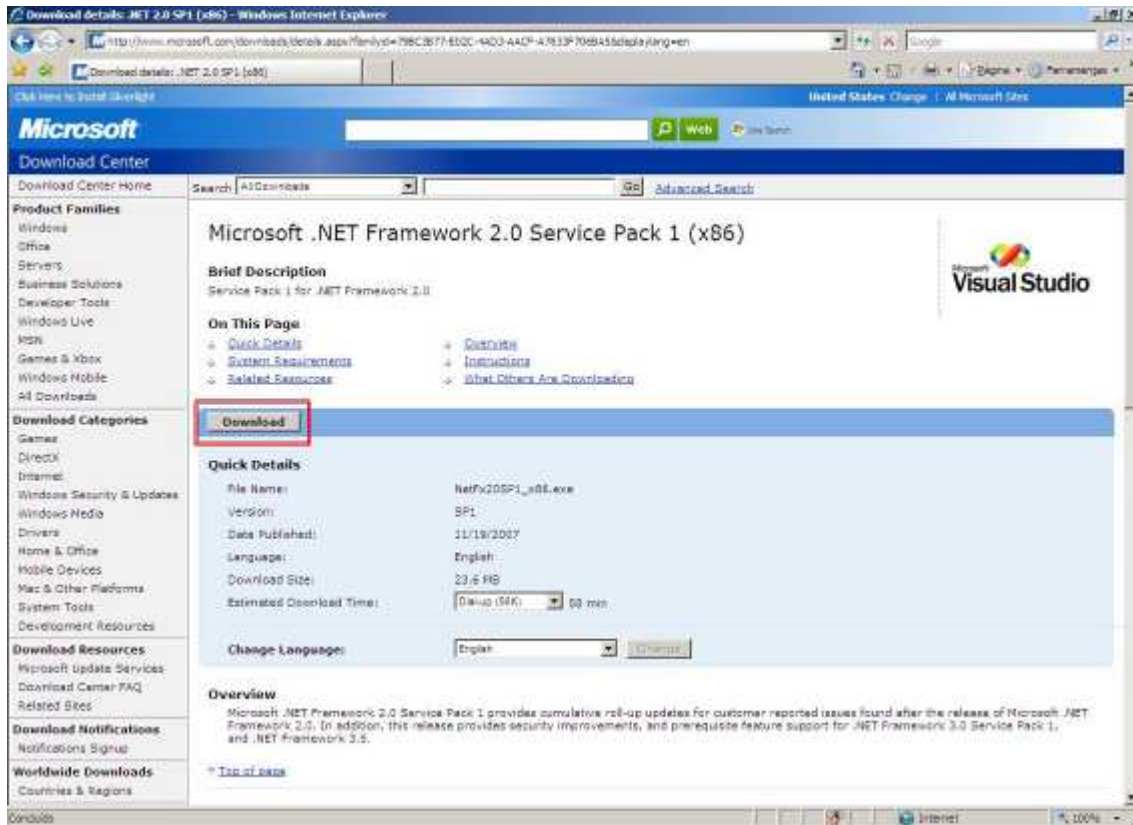 Download details: .NET 2.0 SP1 (x86) - Windows Internet Explorer
Google
Download details: .NET 2.0 SP1 (x86)
Página
Ferramentas
Click Here to Install Silverlight
United States Change | All Microsoft Sites
Microsoft
Web
Live Search
Download Center
Download Center Home
Search All Downloads Go Advanced Search
Product Families
Windows
Office
Servers
Business Solutions
Developer Tools
Windows Live
MSN
Games & Xbox
Windows Mobile
All Downloads
Download Categories
Games
DirectX
Internet
Windows Security & Updates
Windows Media
Drivers
Home & Office
Mobile Devices
Mac & Other Platforms
System Tools
Development Resources
Download Resources
Microsoft Update Services
Download Center FAQ
Related Sites
Download Notifications
Notifications Signup
Worldwide Downloads
Countries & Regions
Microsoft .NET Framework 2.0 Service Pack 1 (x86)
Microsoft
Visual Studio
Brief Description
Service Pack 1 for .NET Framework 2.0
On This Page
Quick Details
Overview
System Requirements
Instructions
Related Resources
What Others Are Downloading
Download
Quick Details
File Name: NetFx20SP1_x86.exe
Version: SP1
Date Published: 11/19/2007
Language: English
Download Size: 23.6 MB
Estimated Download Time: Dial-up (56K) 58 min
Change Language: English Change
Overview
Microsoft .NET Framework 2.0 Service Pack 1 provides cumulative roll-up updates for customer reported issues found after the release of Microsoft .NET
Framework 2.0. In addition, this release provides security improvements, and prerequisite feature support for .NET Framework 3.0 Service Pack 1,
and .NET Framework 3.5.
Top of page
Concluído
Internet
100%